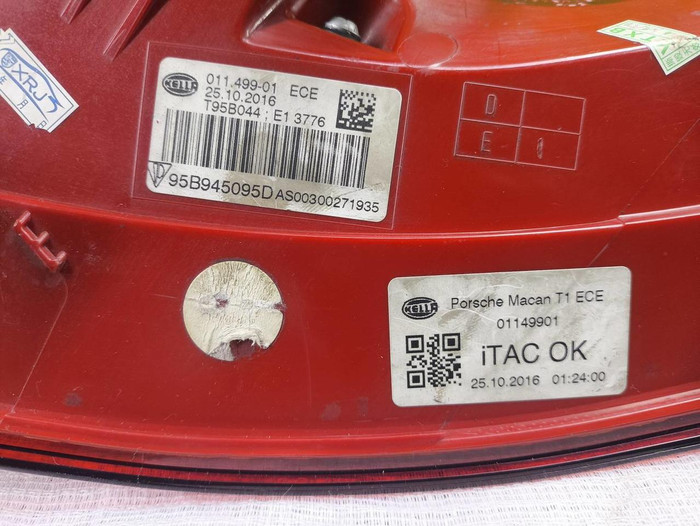 XRJ
HELLA
011.499-01 ECE
25.10.2016
T95B044 ; E1 3776
95B945095D AS00300271935
D
E 1
HELLA
Porsche Macan T1 ECE
01149901
iTAC OK
25.10.2016 01:24:00